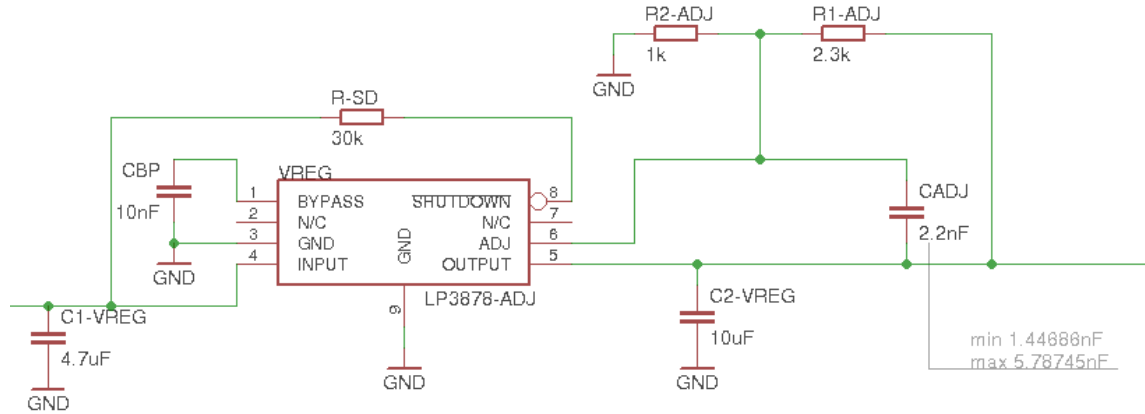 R2-ADJ
R1-ADJ
1k
2.3k
GND
R-SD
30k
CBP
10nF
VREG
1
BYPASS
SHUTDOWN
8
2
N/C
N/C
7
3
GND
GND
ADJ
6
4
INPUT
OUTPUT
5
GND
LP3878-ADJ
9
CADJ
2.2nF
C1-VREG
4.7uF
GND
C2-VREG
10uF
GND
GND
min 1.44686nF
max 5.78745nF